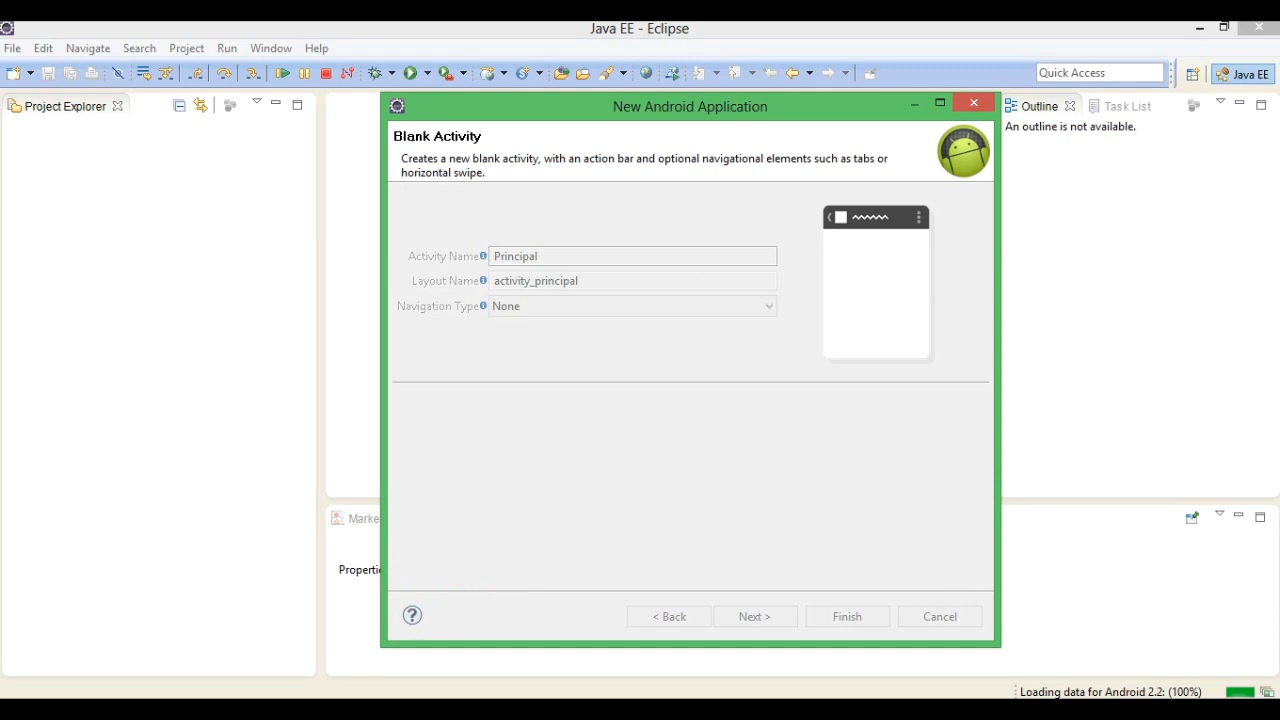 Java EE - Eclipse
File Edit Navigate Search Project Run Window Help
Quick Access
Java EE
Project Explorer
New Android Application
Outline
Task List
An outline is not available.
Blank Activity
Creates a new blank activity, with an action bar and optional navigational elements such as tabs or
horizontal swipe.
Activity Name
Principal
Layout Name
activity_principal
Navigation Type
None
Marke
Properti
< Back
Next >
Finish
Cancel
Loading data for Android 2.2: (100%)